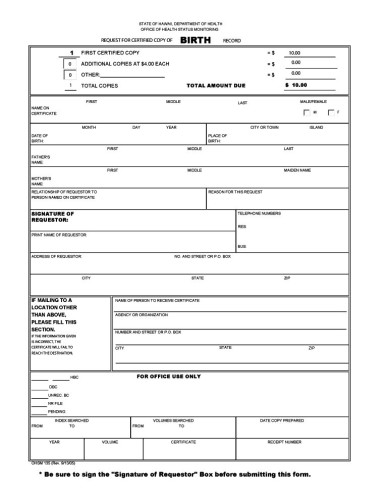 STATE OF HAWAII, DEPARTMENT OF HEALTH
OFFICE OF HEALTH STATUS MONITORING
REQUEST FOR CERTIFIED COPY OF BIRTH RECORD
1 FIRST CERTIFIED COPY = $ 10.00
0 ADDITIONAL COPIES AT $4.00 EACH = $ 0.00
0 OTHER: = $ 0.00
1 TOTAL COPIES TOTAL AMOUNT DUE $ 10.00
FIRST MIDDLE LAST MALE/FEMALE
NAME ON
CERTIFICATE: M F
MONTH DAY YEAR CITY OR TOWN ISLAND
DATE OF
BIRTH: PLACE OF
BIRTH:
FIRST MIDDLE LAST
FATHER'S
NAME:
FIRST MIDDLE MAIDEN NAME
MOTHER'S
NAME:
RELATIONSHIP OF REQUESTOR TO
PERSON NAMED ON CERTIFICATE: REASON FOR THIS REQUEST:
SIGNATURE OF
REQUESTOR: TELEPHONE NUMBERS
RES:
PRINT NAME OF REQUESTOR:
BUS:
ADDRESS OF REQUESTOR: NO. AND STREET OR P.O. BOX
CITY STATE ZIP
IF MAILING TO A
LOCATION OTHER
THAN ABOVE,
PLEASE FILL THIS
SECTION.
IF THE INFORMATION GIVEN
IS INCORRECT, THE
CERTIFICATE WILL FAIL TO
REACH THE DESTINATION.
NAME OF PERSON TO RECEIVE CERTIFICATE
AGENCY OR ORGANIZATION
NUMBER AND STREET OR P.O. BOX
CITY STATE ZIP
FOR OFFICE USE ONLY
HBC
DBC
UNREC. BC
NR FILE
PENDING
INDEX SEARCHED VOLUMES SEARCHED DATE COPY PREPARED
FROM TO FROM TO
YEAR VOLUME CERTIFICATE RECEIPT NUMBER
OHSM 135 (Rev. 9/13/05)
* Be sure to sign the "Signature of Requestor" Box before submitting this form.